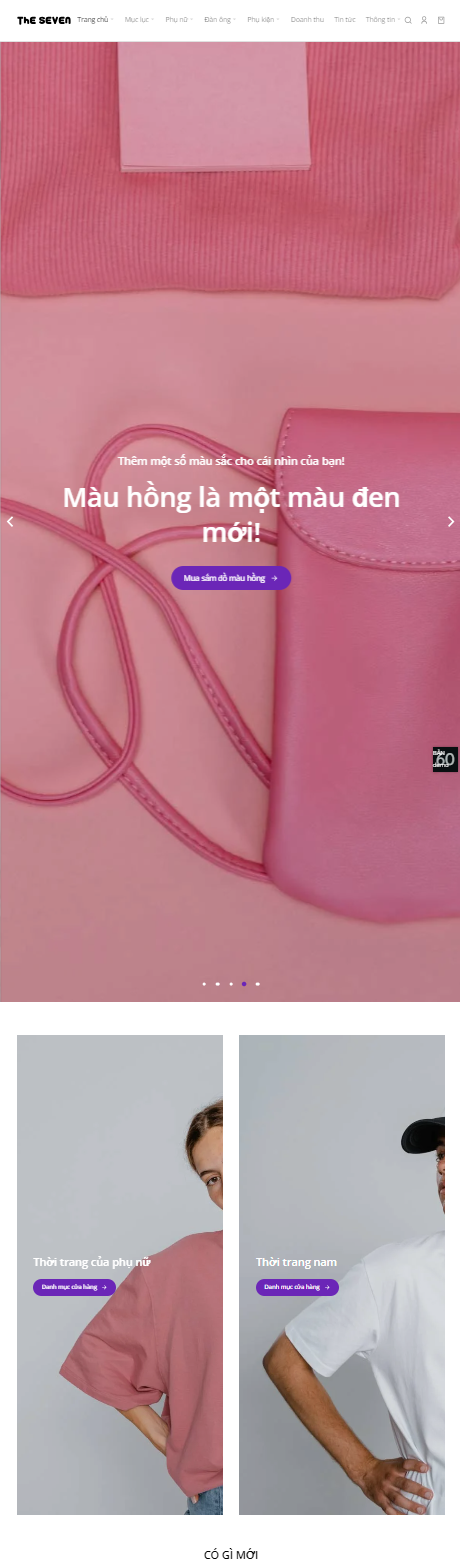 THE SEVEN Trang chủ Mục lục Phụ nữ Đàn ông Phụ kiện Doanh thu Tin tức Thông tin
Thêm một số màu sắc cho cái nhìn của bạn!
Màu hồng là một màu đen
mới!
Mua sắm đồ màu hồng
BẢN
60
demo
Thời trang của phụ nữ
Danh mục cửa hàng
Thời trang nam
Danh mục cửa hàng
CÓ GÌ MỚI